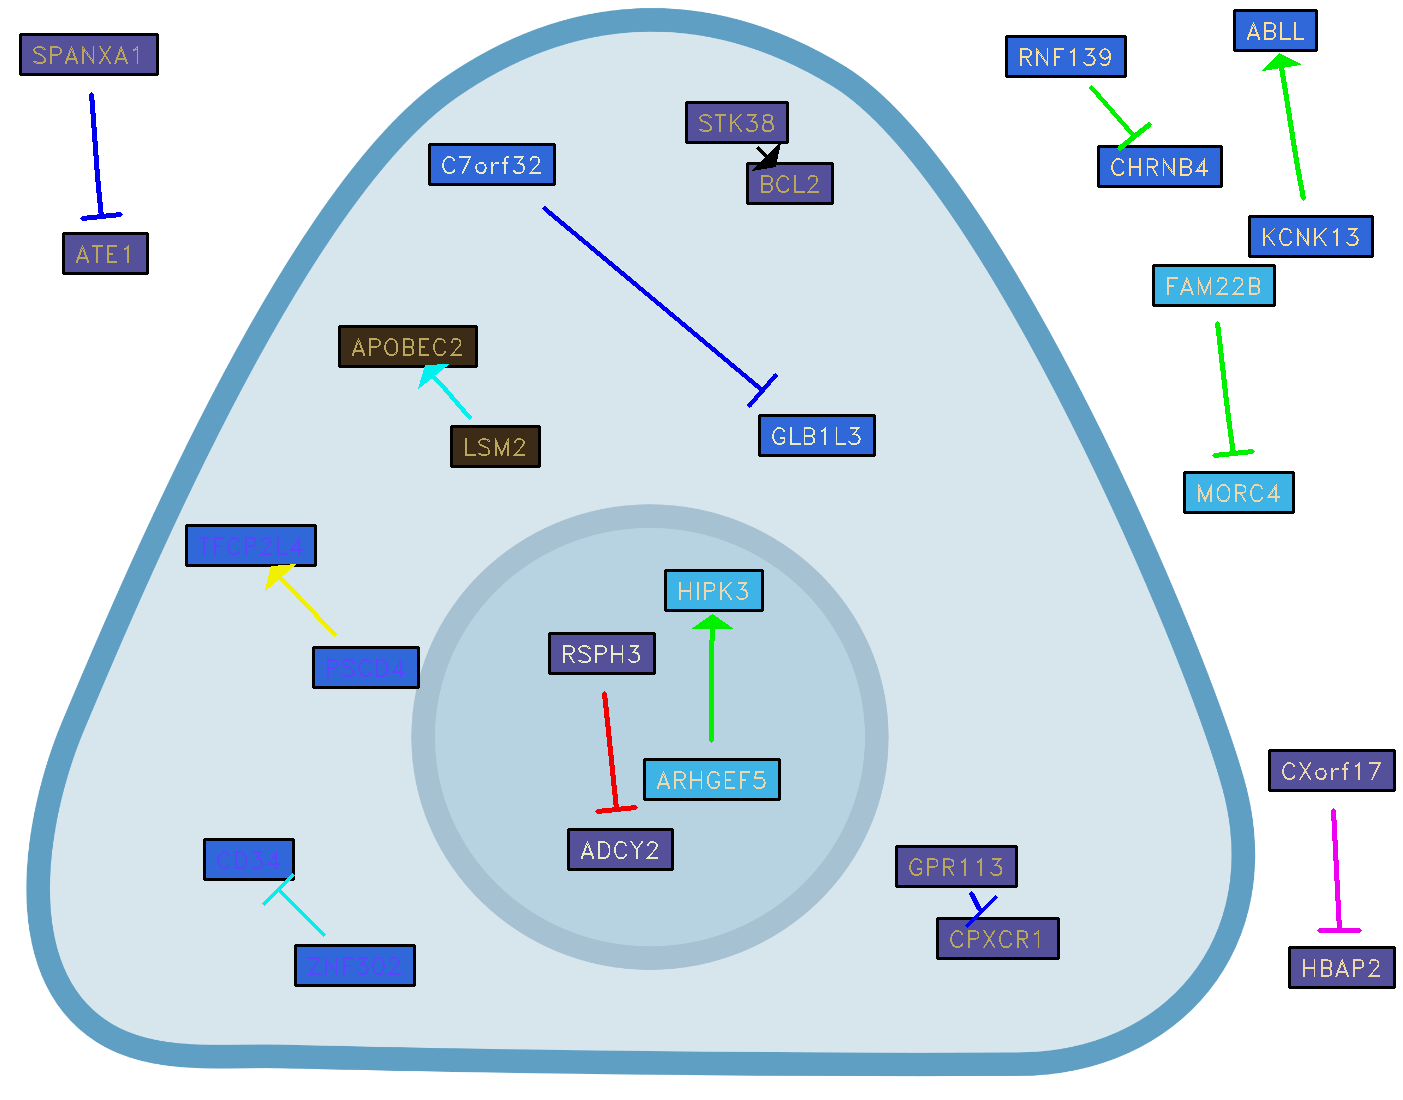 SPANXA1
ATE1
C7orf32
STK38
BCL2
RNF139
ABLL
CHRNB4
KCNK13
FAM22B
MORC4
APOBEC2
LSM2
GLB1L3
TFCP2L4
PSCD4
HIPK3
RSPH3
ARHGEF5
ADCY2
CD34
ZNF302
GPR113
CPXCR1
CXorf17
HBAP2